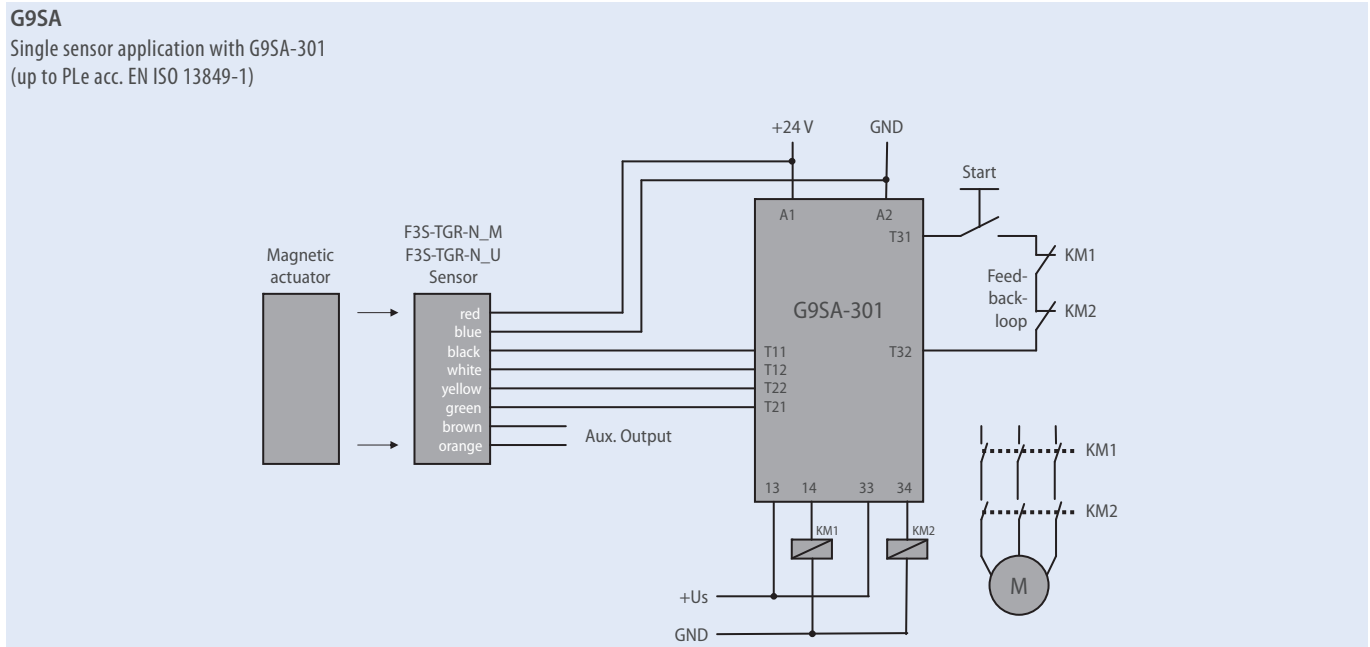 G9SA
Single sensor application with G9SA-301
(up to PLe acc. EN ISO 13849-1)
+24 V
GND
Start
A1
A2
T31
F3S-TGR-N_M
F3S-TGR-N_U
Sensor
Magnetic
actuator
KM1
Feed-
back-
loop
KM2
G9SA-301
red
blue
black
white
yellow
green
brown
orange
T11
T12
T22
T21
T32
Aux. Output
KM1
KM2
13
14
33
34
KM1
KM2
M
+Us
GND